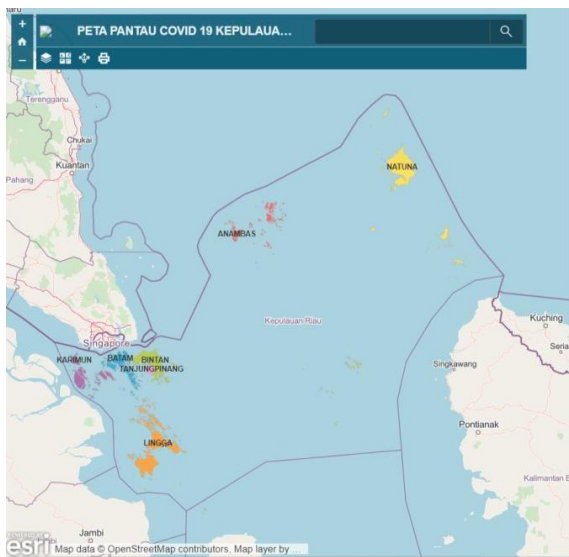 PETA PANTAU COVID 19 KEPULAUA...
Terengganu
Chukai
Kuantan
Pahang
NATUNA
ANAMBAS
Kepulauan Riau
Kuching
Seria
Singapore
KARIMUN
BATAM
BINTAN
TANJUNGPINANG
Singkawang
LINGGA
Pontianak
Kalimantan B
Jambi
esri
Map data © OpenStreetMap contributors, Map layer by ...